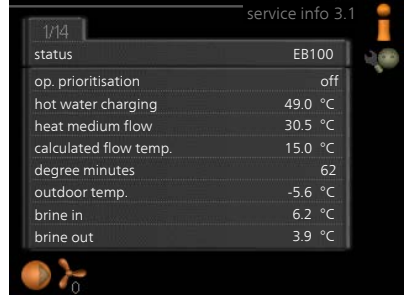 service info 3.1
1/14
status EB100
op. prioritisation off
hot water charging 49.0 °C
heat medium flow 30.5 °C
calculated flow temp. 15.0 °C
degree minutes 62
outdoor temp. -5.6 °C
brine in 6.2 °C
brine out 3.9 °C
0